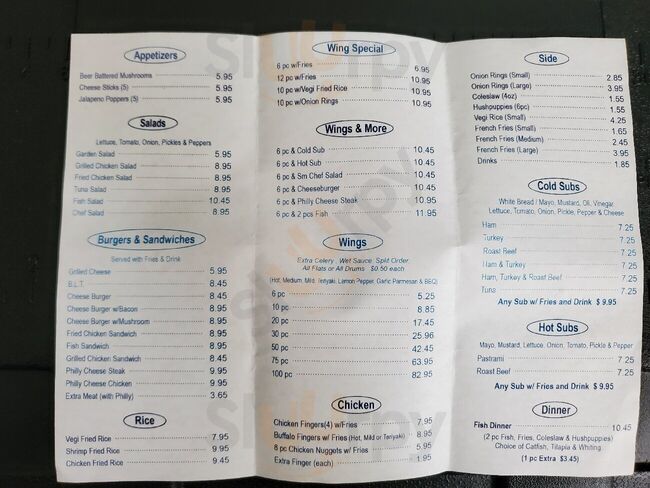 Appetizers
Beer Battered Mushrooms 5.95
Cheese Sticks (5) 5.95
Jalapeno Poppers (5) 5.95
Salads
Lettuce, Tomato, Onion, Pickles & Peppers
Garden Salad 5.95
Grilled Chicken Salad 8.95
Fried Chicken Salad 8.95
Tuna Salad 8.95
Fish Salad 10.45
Chef Salad 8.95
Burgers & Sandwiches
Served with Fries & Drink
Grilled Cheese 5.95
B.L.T. 8.45
Cheese Burger 8.45
Cheese Burger w/Bacon 8.95
Cheese Burger w/Mushroom 8.95
Fried Chicken Sandwich 8.45
Fish Sandwich 8.95
Grilled Chicken Sandwich 8.45
Philly Cheese Steak 9.95
Philly Cheese Chicken 9.95
Extra Meat (with Philly) 3.65
Rice
Vegi Fried Rice 7.95
Shrimp Fried Rice 9.95
Chicken Fried Rice 9.45
Wing Special
6 pc w/Fries 6.95
12 pc w/Fries 10.95
10 pc w/Vegi Fried Rice 10.95
10 pc w/Onion Rings 10.95
Wings & More
6 pc & Cold Sub 10.45
6 pc & Hot Sub 10.45
6 pc & Sm Chef Salad 10.45
6 pc & Cheeseburger 10.45
6 pc & Philly Cheese Steak 10.95
6 pc & 2 pcs Fish 11.95
Wings
Extra Celery . Wet Sauce . Split Order.
All Flats or All Drums $0.50 each
(Hot, Medium, Mild, Teriyaki, Lemon Pepper, Garlic Parmesan & BBQ)
6 pc 5.25
10 pc 8.85
20 pc 17.45
30 pc 25.96
50 pc 42.45
75 pc 63.95
100 pc 82.95
Chicken
Chicken Fingers(4) w/Fries 7.95
Buffalo Fingers w/ Fries (Hot, Mild or Teriyaki) 8.95
8 pc Chicken Nuggets w/ Fries 5.95
Extra Finger (each) 1.95
Side
Onion Rings (Small) 2.85
Onion Rings (Large) 3.95
Coleslaw (4oz) 1.55
Hushpuppies (6pc) 1.55
Vegi Rice (Small) 4.25
French Fries (Small) 1.65
French Fries (Medium) 2.45
French Fries (Large) 3.95
Drinks 1.85
Cold Subs
White Bread / Mayo, Mustard, Oil, Vinegar
Lettuce, Tomato, Onion, Pickle, Pepper & Cheese
Ham 7.25
Turkey 7.25
Roast Beef 7.25
Ham & Turkey 7.25
Ham, Turkey & Roast Beef 7.25
Tuna 7.25
Any Sub w/ Fries and Drink $ 9.95
Hot Subs
Mayo, Mustard, Lettuce, Onion, Tomato, Pickle & Pepper
Pastrami 7.25
Roast Beef 7.25
Any Sub w/ Fries and Drink $ 9.95
Dinner
Fish Dinner 10.45
(2 pc Fish, Fries, Coleslaw & Hushpuppies)
Choice of Catfish, Tilapia & Whiting
(1 pc Extra $3.45)